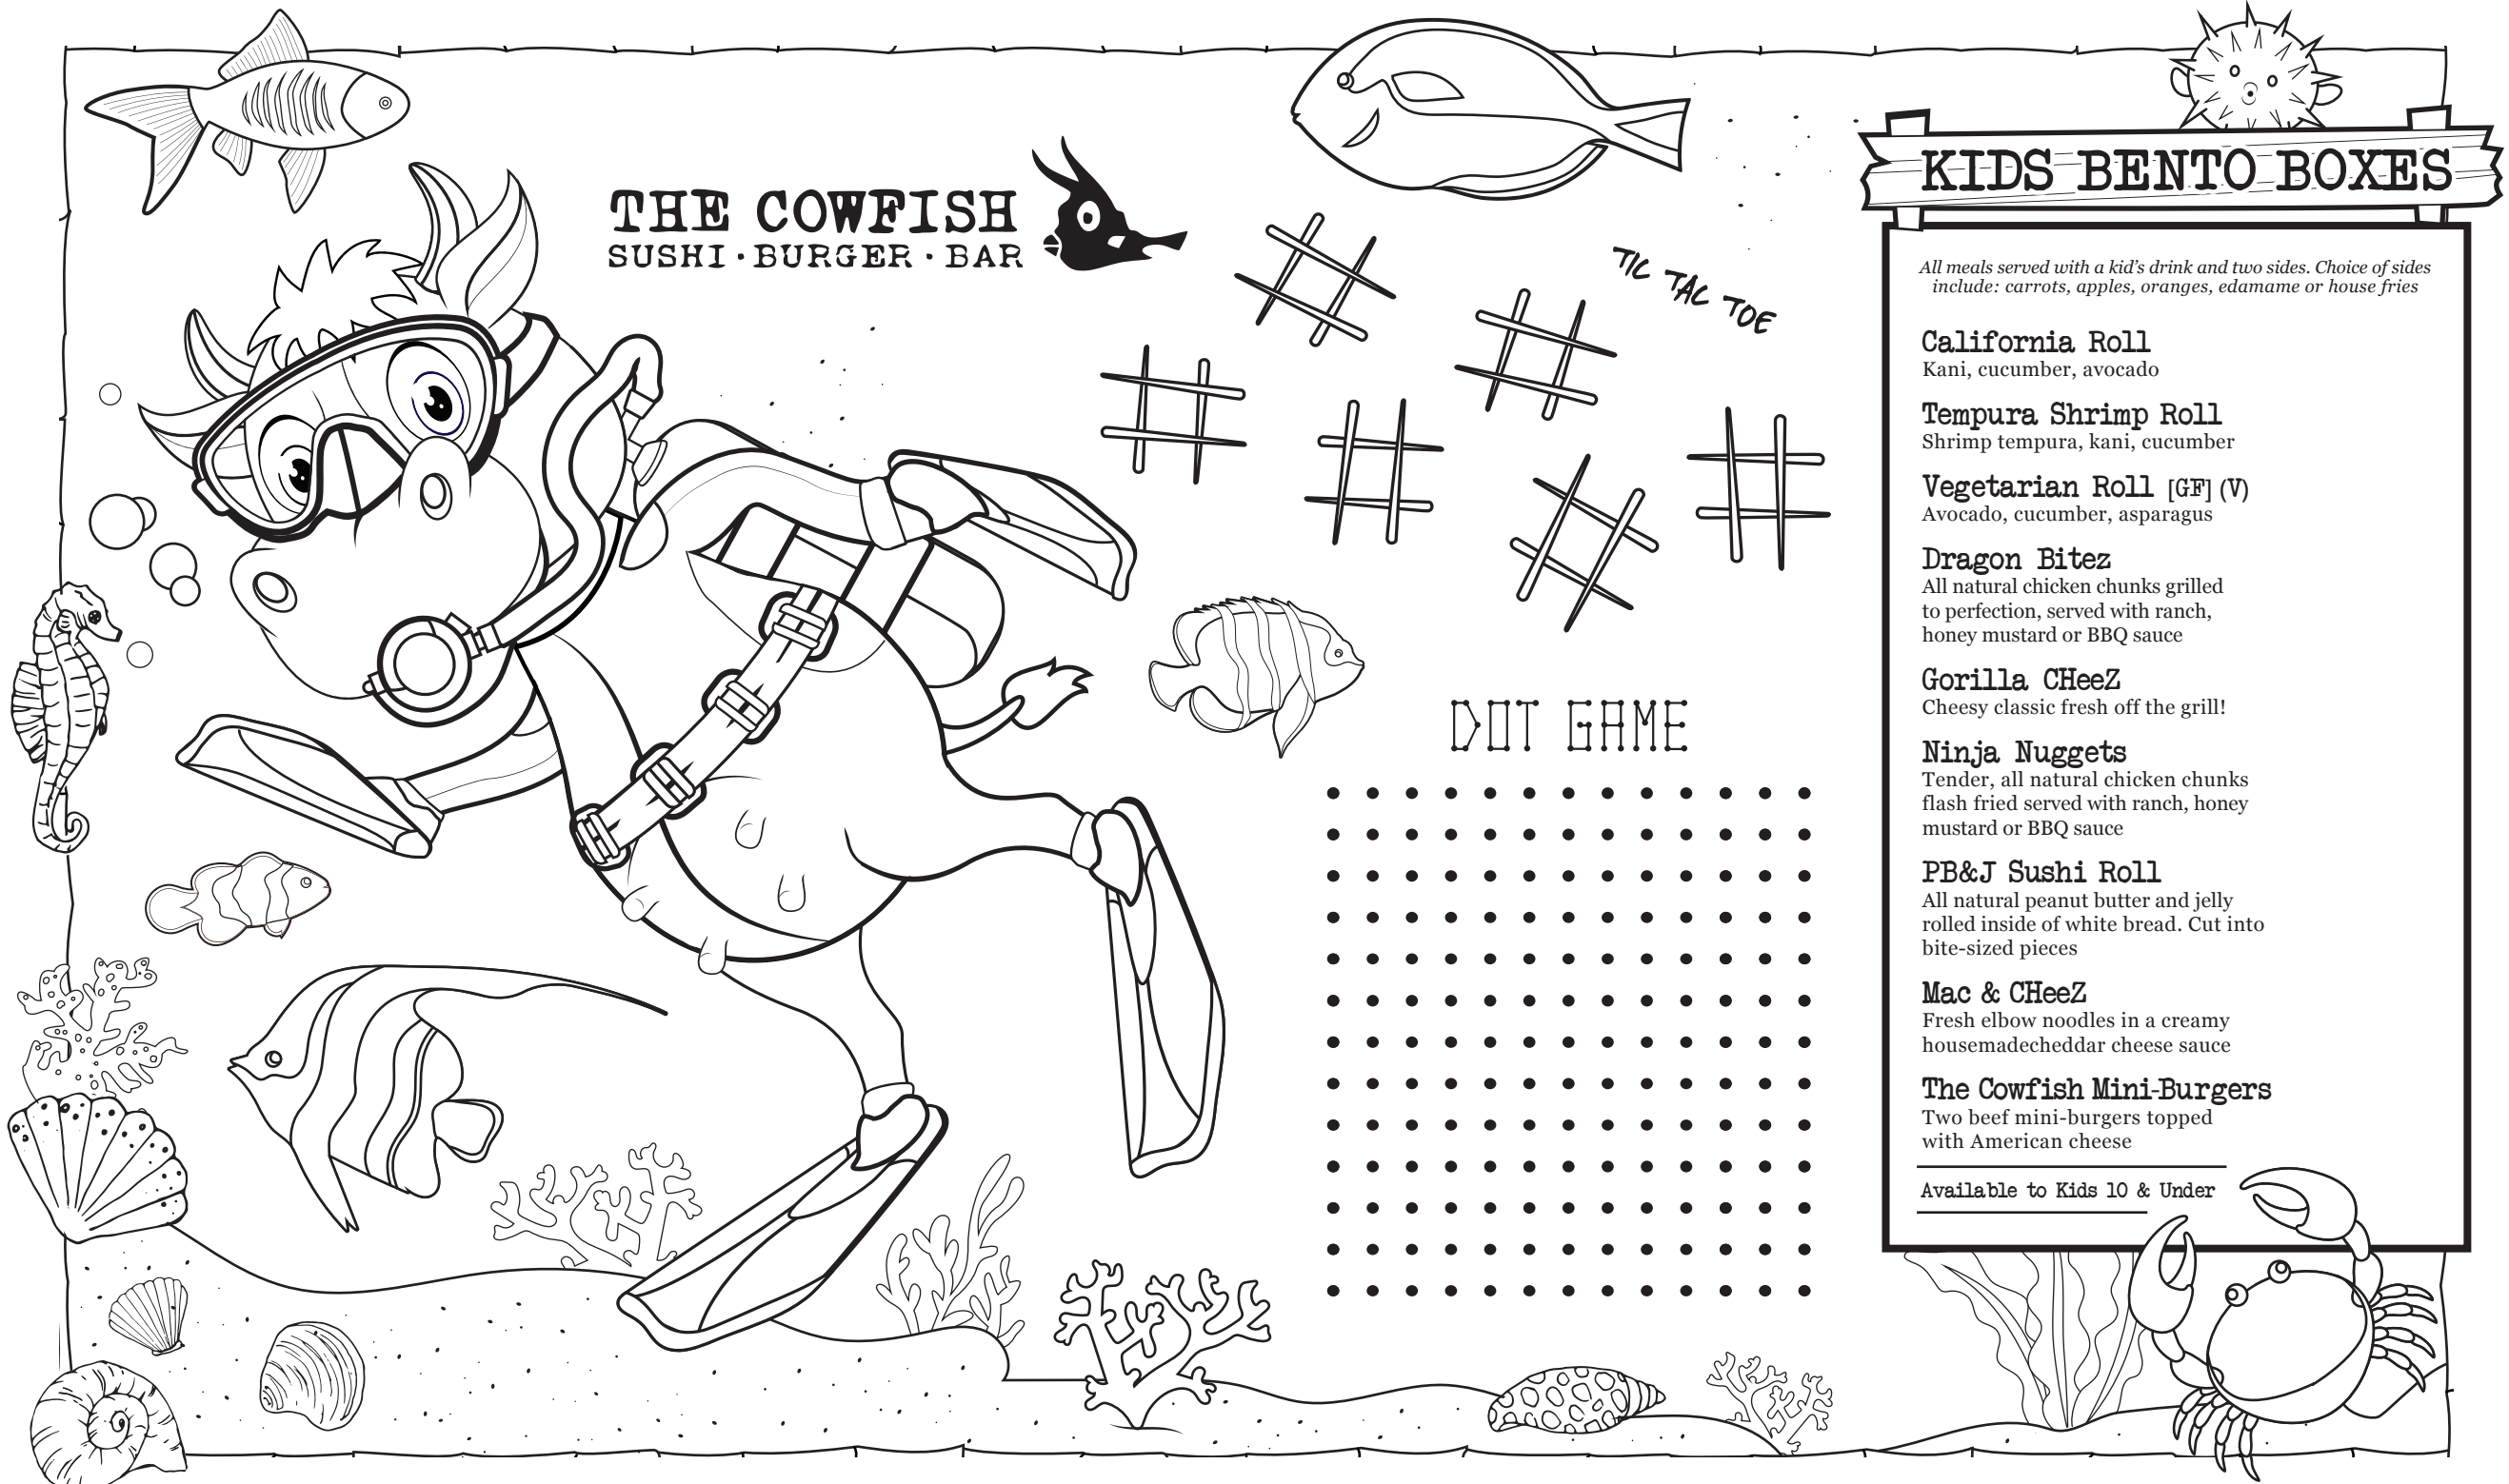 THE COWFISH
SUSHI · BURGER · BAR
TIC TAC TOE
DOT GAME
KIDS BENTO BOXES
All meals served with a kid's drink and two sides. Choice of sides
include: carrots, apples, oranges, edamame or house fries
California Roll
Kani, cucumber, avocado
Tempura Shrimp Roll
Shrimp tempura, kani, cucumber
Vegetarian Roll [GF] (V)
Avocado, cucumber, asparagus
Dragon Bitez
All natural chicken chunks grilled
to perfection, served with ranch,
honey mustard or BBQ sauce
Gorilla CHeeZ
Cheesy classic fresh off the grill!
Ninja Nuggets
Tender, all natural chicken chunks
flash fried served with ranch, honey
mustard or BBQ sauce
PB&J Sushi Roll
All natural peanut butter and jelly
rolled inside of white bread. Cut into
bite-sized pieces
Mac & CHeeZ
Fresh elbow noodles in a creamy
housemadecheddar cheese sauce
The Cowfish Mini-Burgers
Two beef mini-burgers topped
with American cheese
Available to Kids 10 & Under